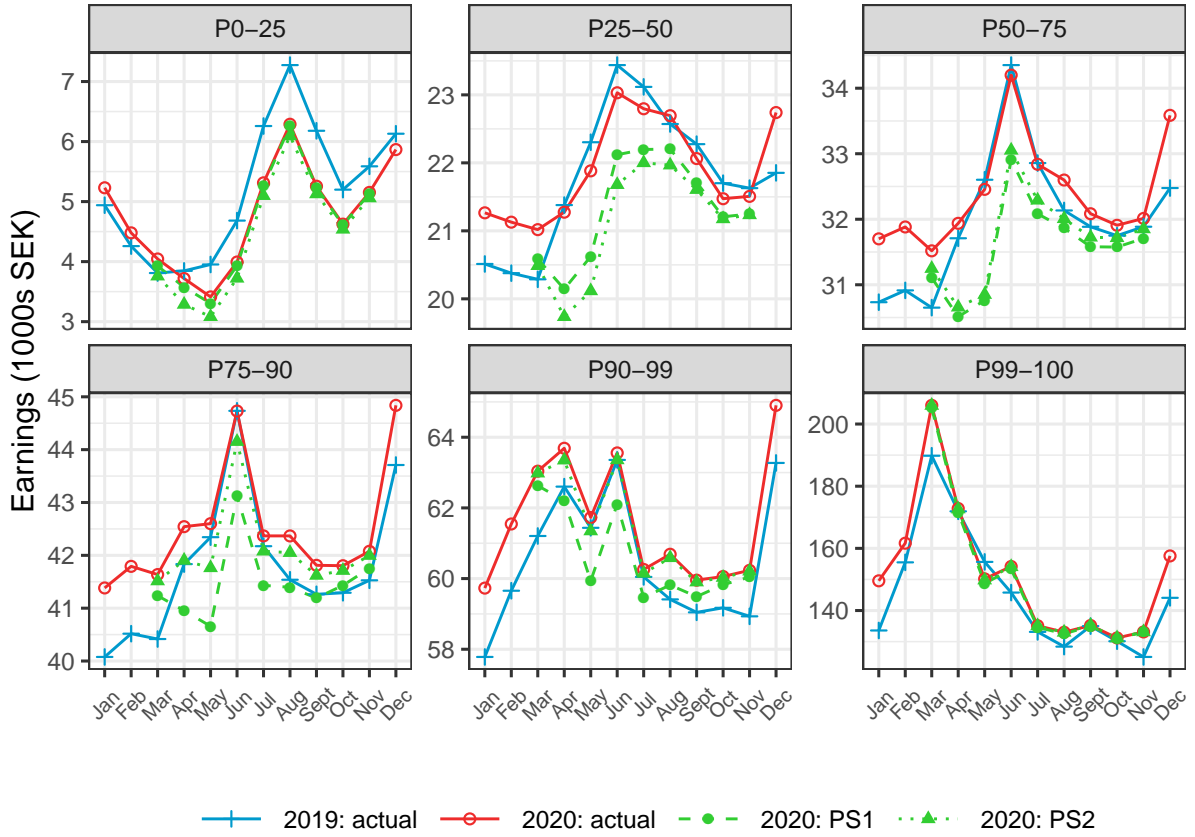 P0−25 P25−50 P50−75
7 6 5 4 3
23 22 21 20
34 33 32 31
Earnings (1000s SEK)
P75−90 P90−99 P99−100
45 44 43 42 41 40
64 62 60 58
200 180 160 140
Jan Feb Mar Apr May Jun Jul Aug Sept Oct Nov Dec
Jan Feb Mar Apr May Jun Jul Aug Sept Oct Nov Dec
Jan Feb Mar Apr May Jun Jul Aug Sept Oct Nov Dec
2019: actual 2020: actual 2020: PS1 2020: PS2